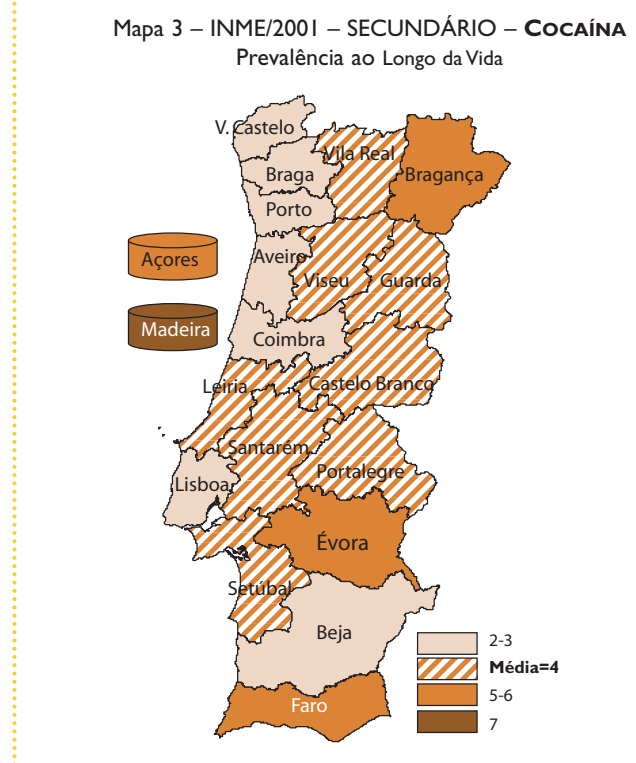 Mapa 3 – INME/2001 – SECUNDÁRIO – COCAÍNA
Prevalência ao Longo da Vida
V. Castelo
Vila Real
Braga
Bragança
Porto
Aveiro
Açores
Viseu
Guarda
Madeira
Coimbra
Leiria
Castelo Branco
Santarém
Portalegre
Lisboa
Évora
Setúbal
Beja
Faro
2-3
Média=4
5-6
7